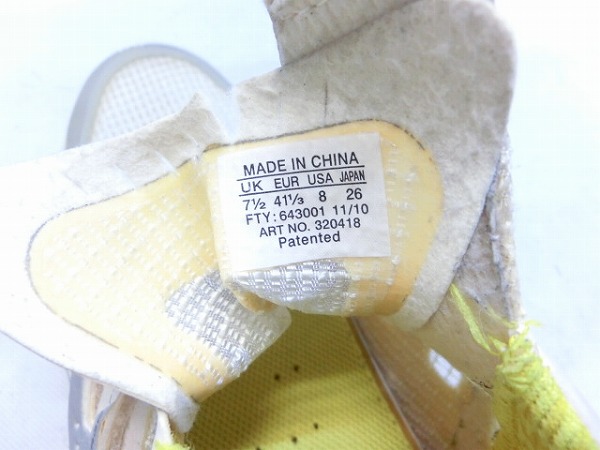 MADE IN CHINA
UK EUR USA JAPAN
7½ 41⅓ 8 26
FTY: 643001 11/10
ART NO. 320418
Patented